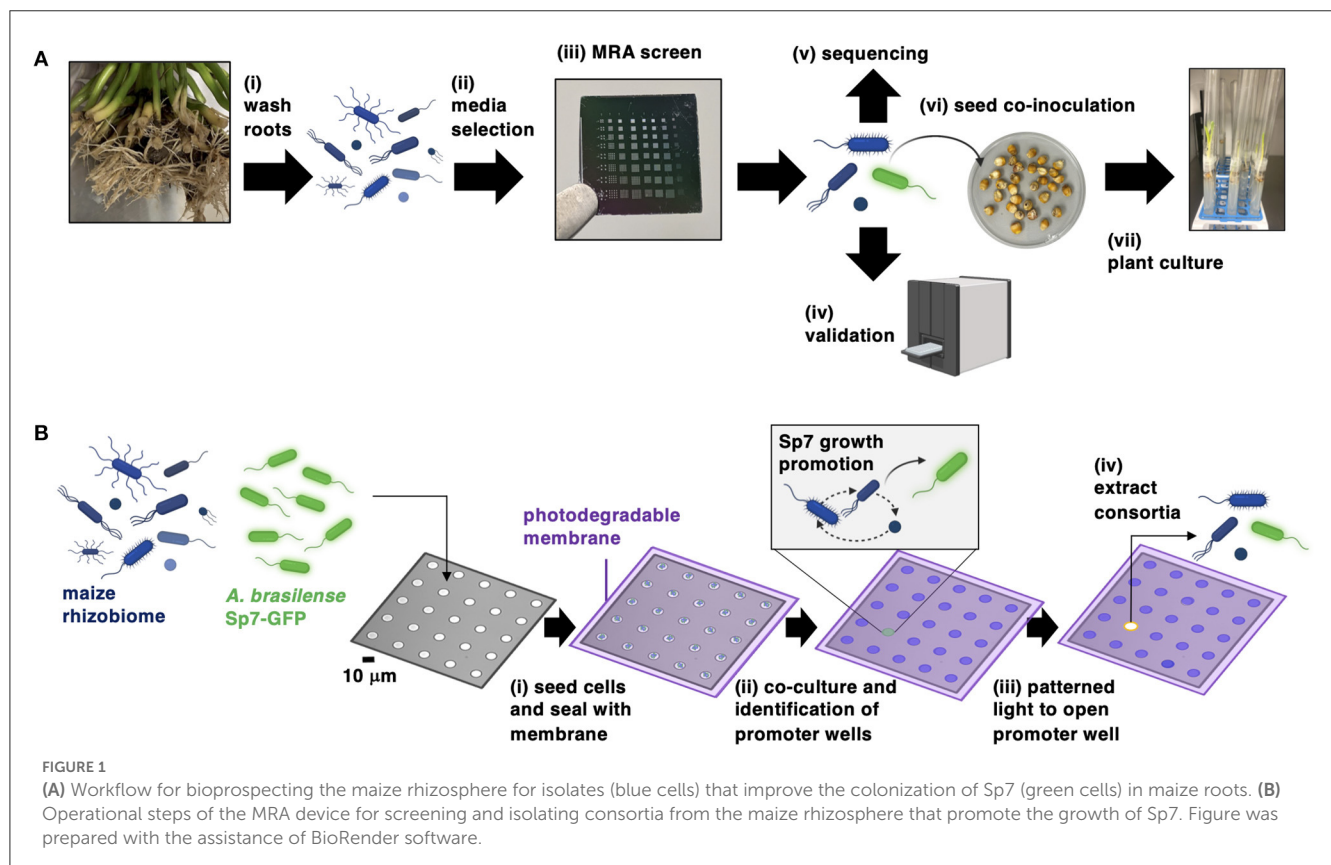 A
(i)
wash
roots
(ii)
media
selection
(iii) MRA screen
(v) sequencing
(vi) seed co-inoculation
(iv)
validation
(vii)
plant culture
B
maize
rhizobiome
A. brasilense
Sp7-GFP
10 μm
photodegradable
membrane
(i) seed cells
and seal with
membrane
Sp7 growth
promotion
(ii) co-culture and
identification of
promoter wells
(iii) patterned
light to open
promoter well
(iv)
extract
consortia
FIGURE 1
(A) Workflow for bioprospecting the maize rhizosphere for isolates (blue cells) that improve the colonization of Sp7 (green cells) in maize roots. (B)
Operational steps of the MRA device for screening and isolating consortia from the maize rhizosphere that promote the growth of Sp7. Figure was
prepared with the assistance of BioRender software.